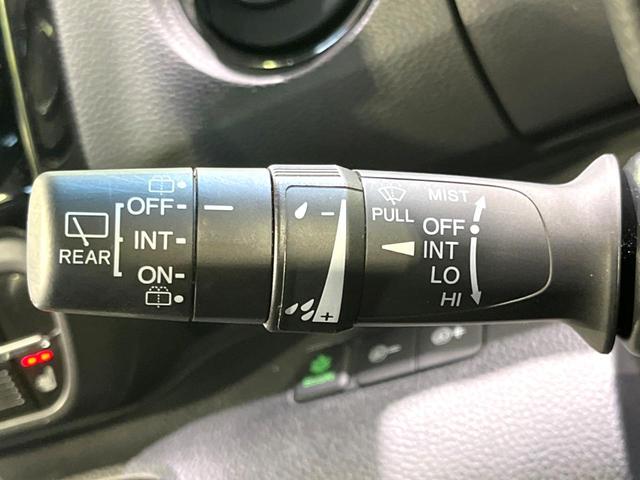 OFF
INT
ON
REAR
−
+
PULL
MIST
OFF
INT
LO
HI